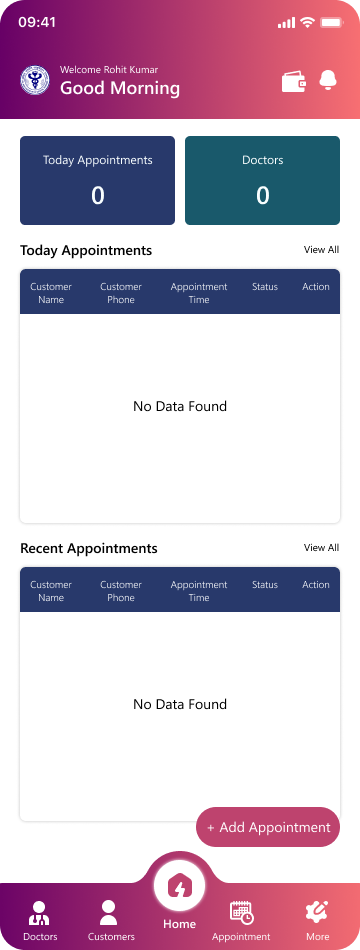 09:41
Welcome Rohit Kumar
Good Morning
Today Appointments
0
Doctors
0
Today Appointments
View All
Customer Name
Customer Phone
Appointment Time
Status
Action
No Data Found
Recent Appointments
View All
Customer Name
Customer Phone
Appointment Time
Status
Action
No Data Found
+ Add Appointment
Doctors
Customers
Home
Appointment
More